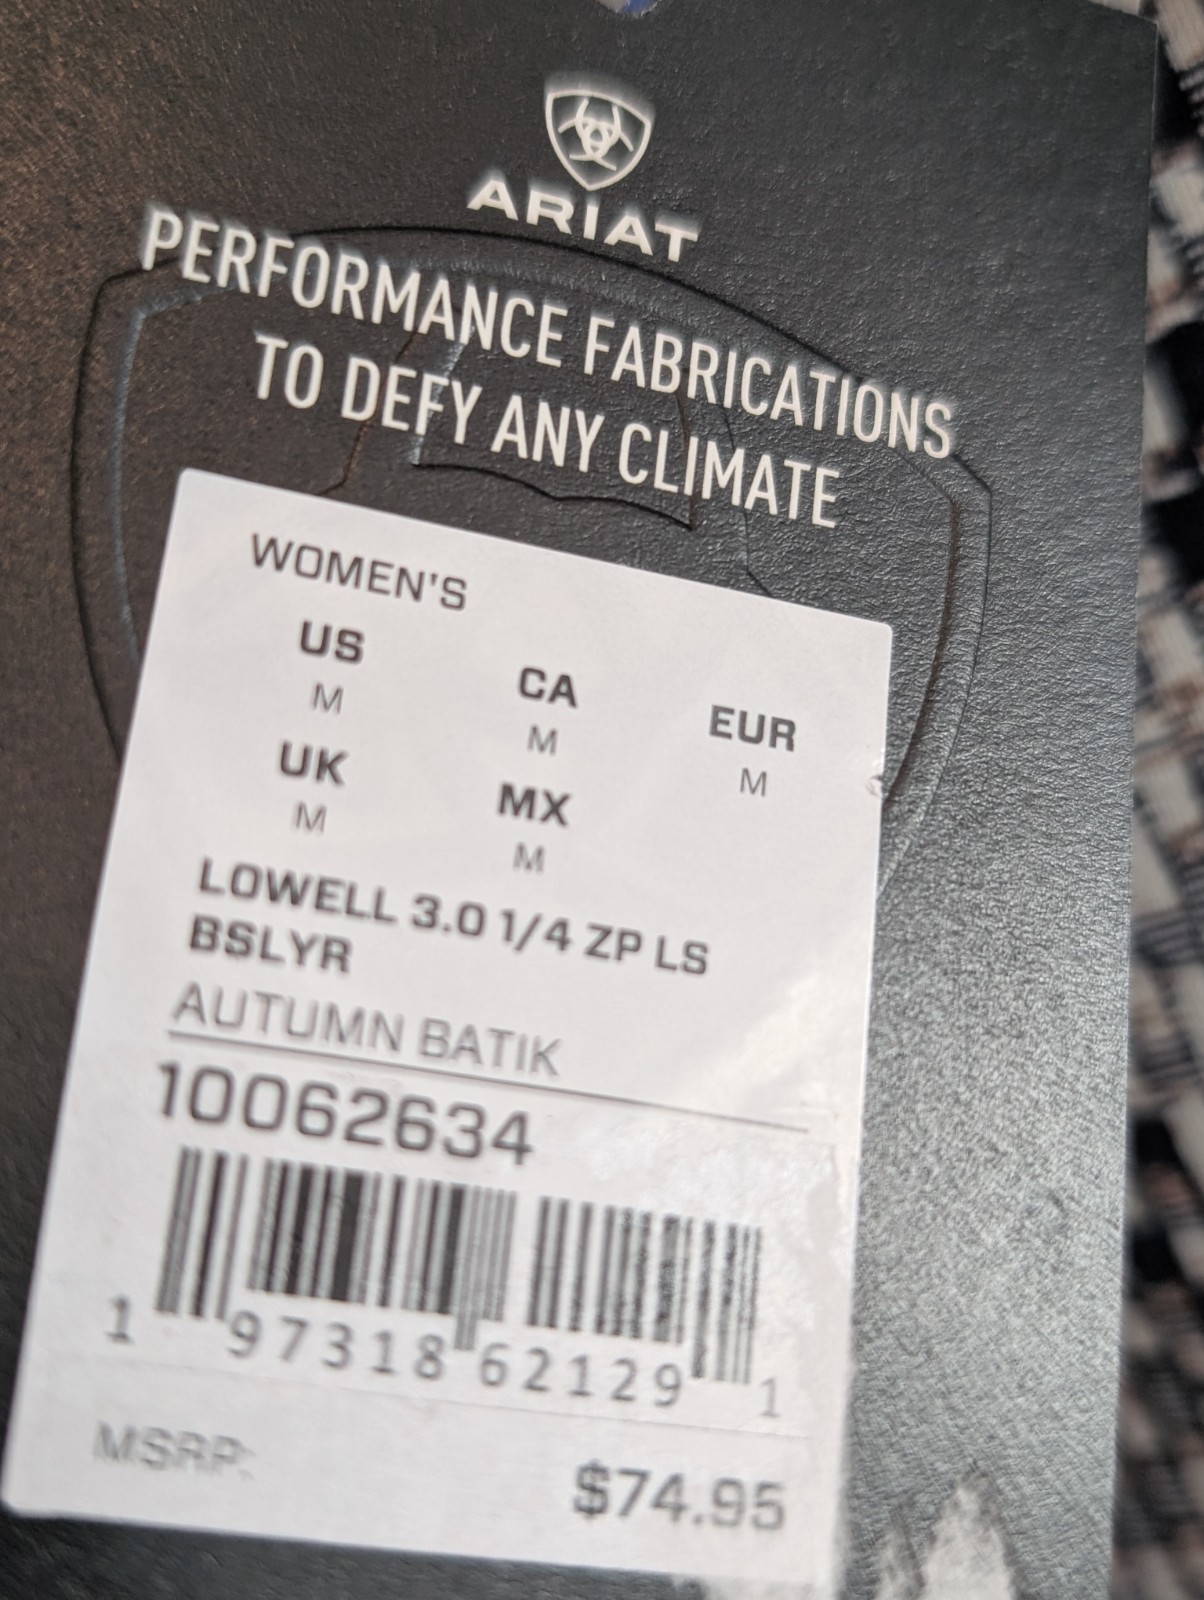 ARIAT
PERFORMANCE FABRICATIONS
TO DEFY ANY CLIMATE
WOMEN'S
US CA EUR
M M M
UK MX
M M
LOWELL 3.0 1/4 ZP LS
BSLYR
AUTUMN BATIK
10062634
1 97318 62129 1
MSRP: $74.95